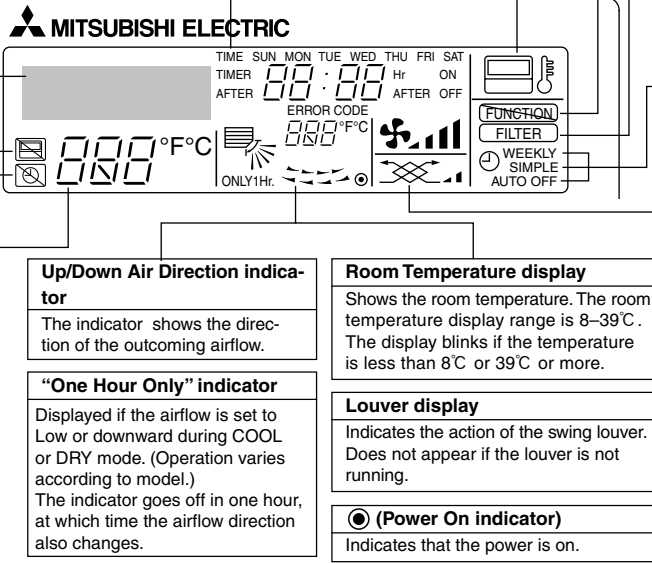 MITSUBISHI ELECTRIC
TIME SUN MON TUE WED THU FRI SAT
TIMER Hr ON
AFTER AFTER OFF
ERROR CODE
°F°C
°F°C
ONLY1Hr.
FUNCTION
FILTER
WEEKLY
SIMPLE
AUTO OFF
Up/Down Air Direction indica-
tor
The indicator shows the direc-
tion of the outcoming airflow.
“One Hour Only” indicator
Displayed if the airflow is set to
Low or downward during COOL
or DRY mode. (Operation varies
according to model.)
The indicator goes off in one hour,
at which time the airflow direction
also changes.
Room Temperature display
Shows the room temperature. The room
temperature display range is 8–39℃.
The display blinks if the temperature
is less than 8℃ or 39℃ or more.
Louver display
Indicates the action of the swing louver.
Does not appear if the louver is not
running.
(Power On indicator)
Indicates that the power is on.